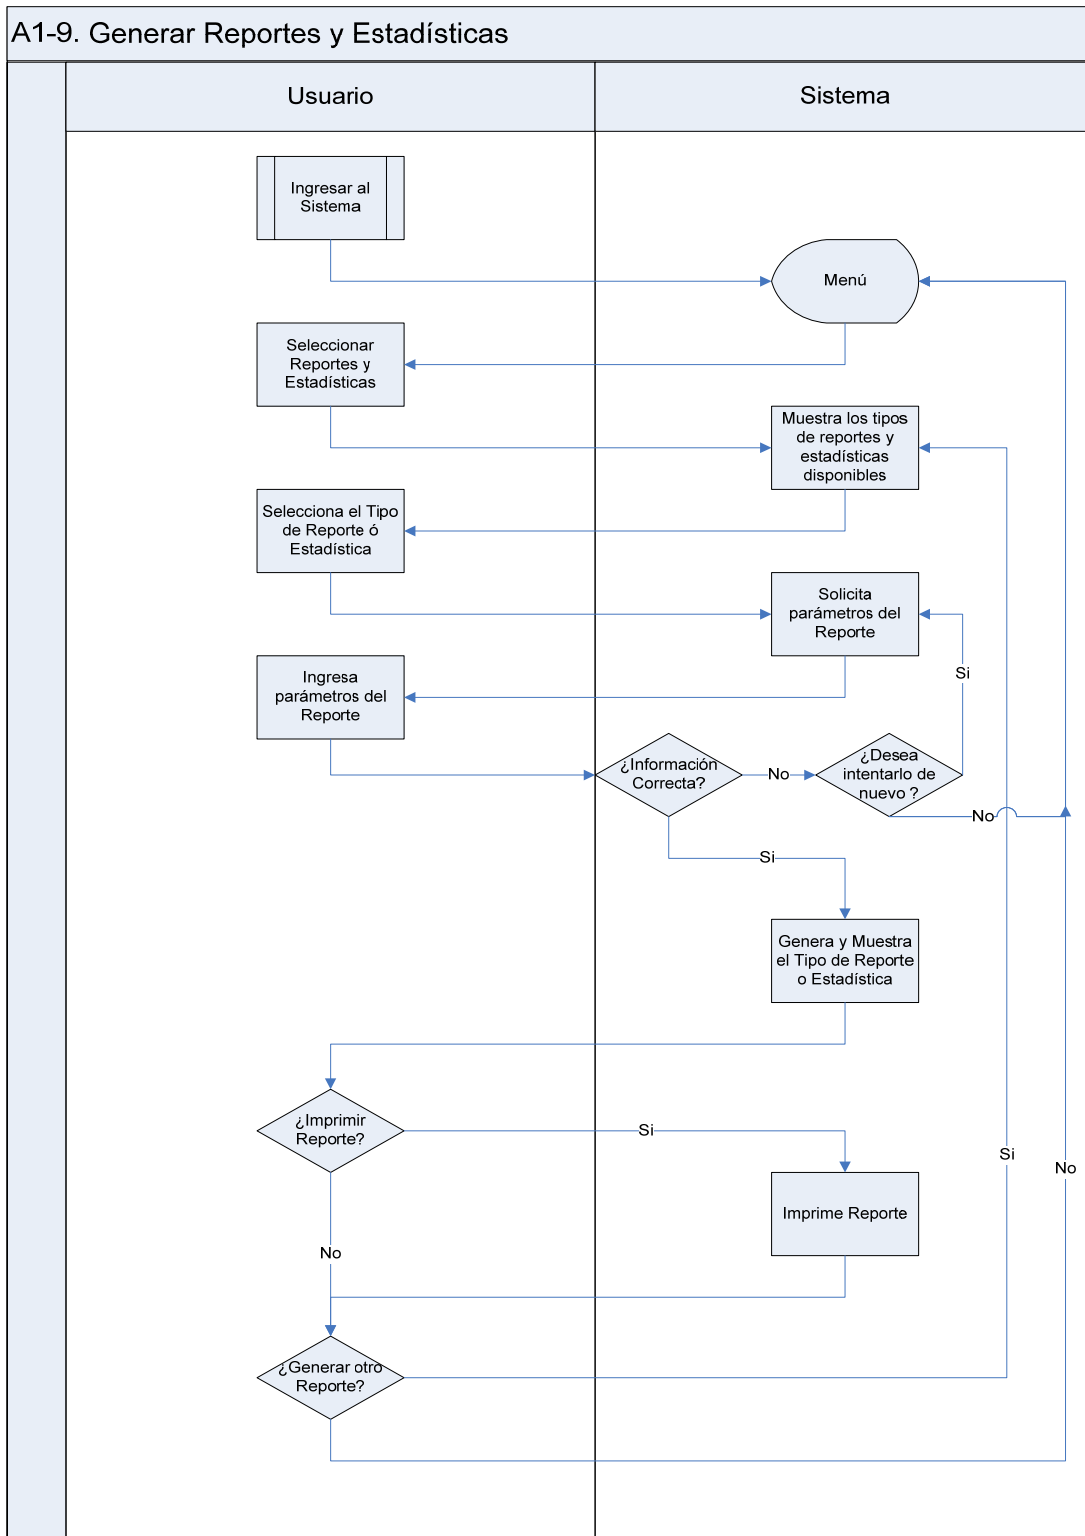 A1-9. Generar Reportes y Estadísticas
Usuario
Sistema
Ingresar al
Sistema
Menú
Seleccionar
Reportes y
Estadísticas
Muestra los tipos
de reportes y
estadísticas
disponibles
Selecciona el Tipo
de Reporte ó
Estadística
Solicita
parámetros del
Reporte
Ingresa
parámetros del
Reporte
Si
¿Información
Correcta?
No
¿Desea
intentarlo de
nuevo ?
No
Si
Genera y Muestra
el Tipo de Reporte
o Estadística
¿Imprimir
Reporte?
Si
Si
No
Imprime Reporte
No
¿Generar otro
Reporte?